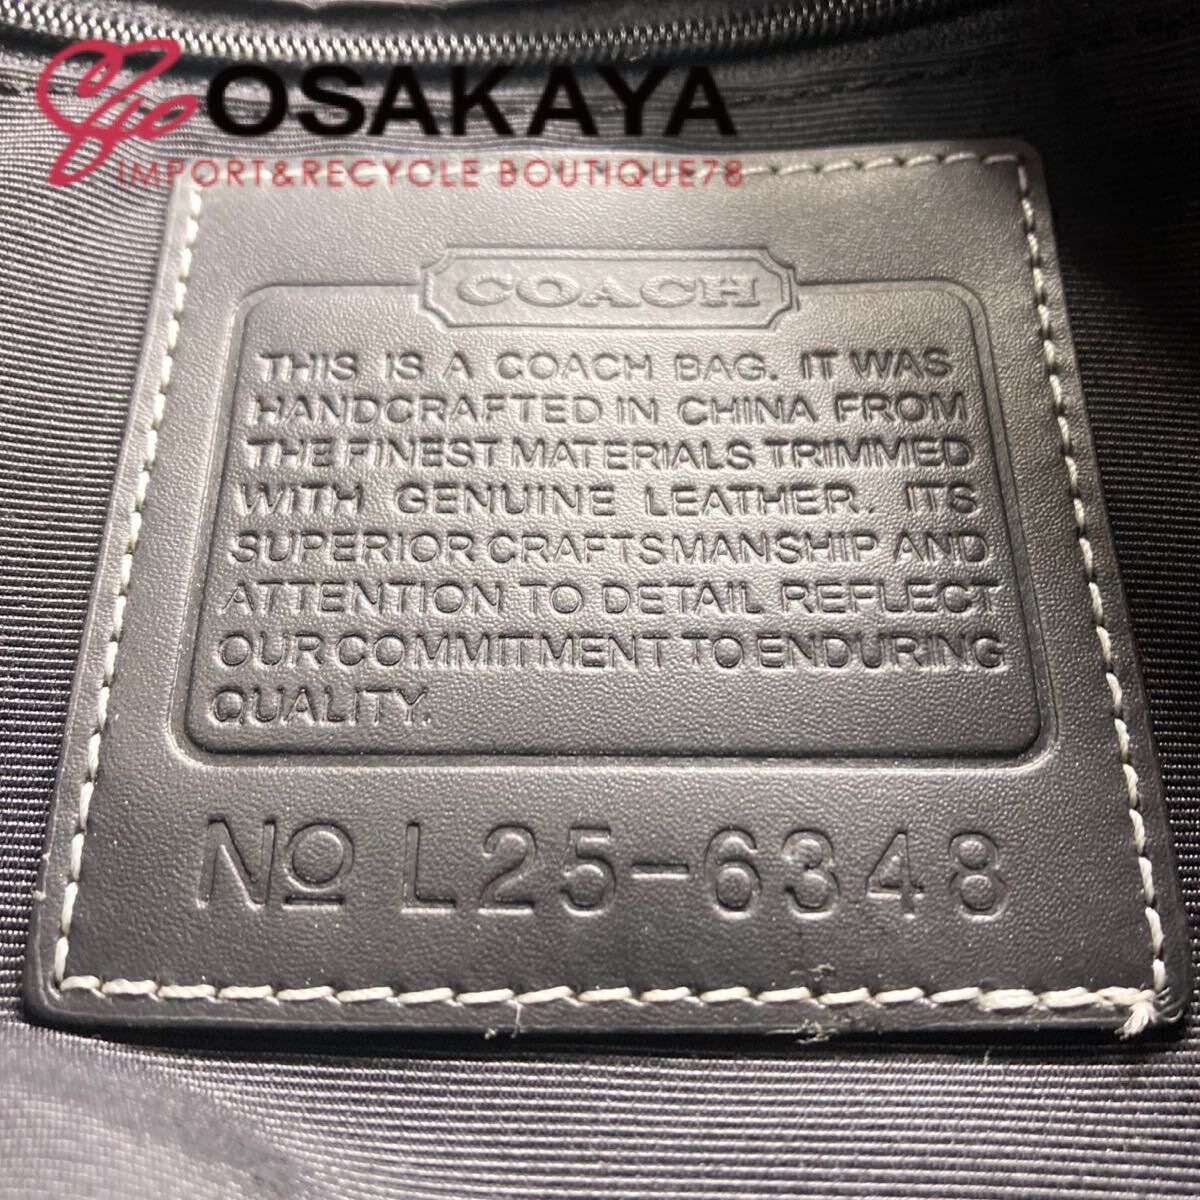 OSAKAYA
IMPORT&RECYCLE BOUTIQUE78
COACH
THIS IS A COACH BAG. IT WAS
HANDCRAFTED IN CHINA FROM
THE FINEST MATERIALS TRIMMED
WITH GENUINE LEATHER. ITS
SUPERIOR CRAFTSMANSHIP AND
ATTENTION TO DETAIL REFLECT
OUR COMMITMENT TO ENDURING
QUALITY.
No L25-6348